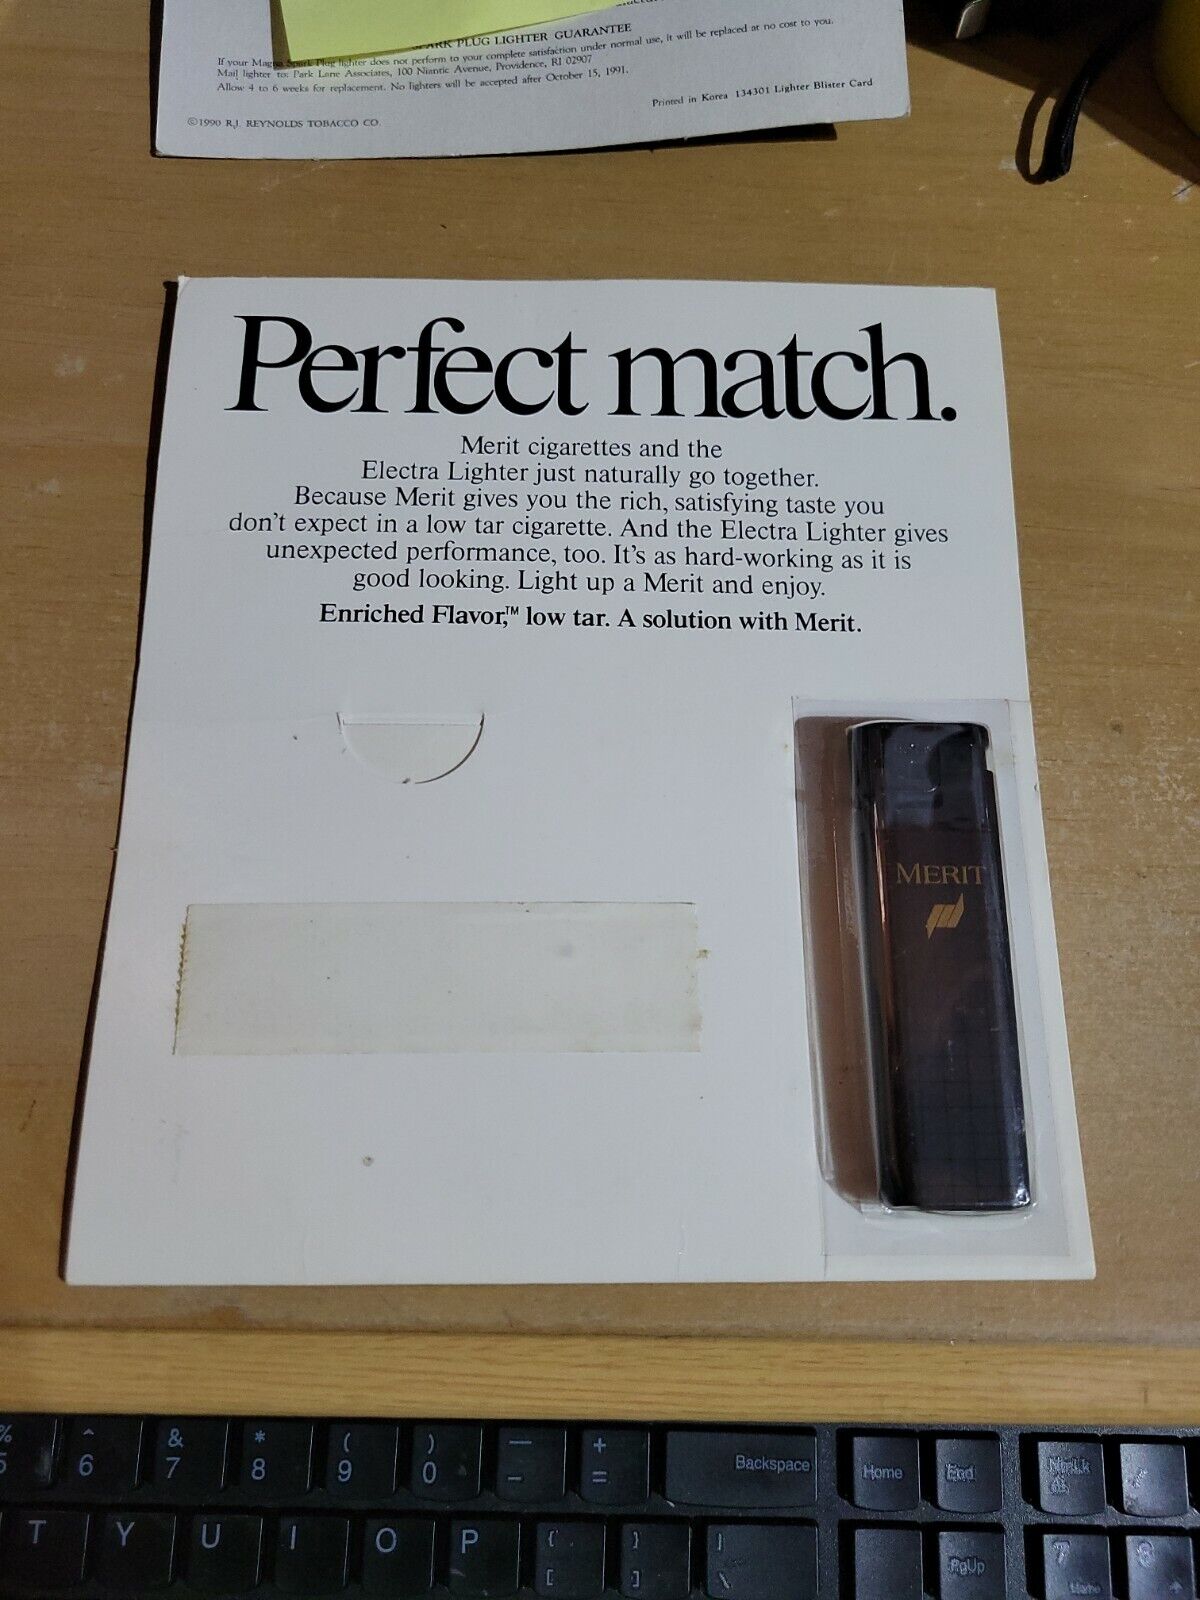 PLUG LIGHTER GUARANTEE
If your Magna Spark Plug lighter does not perform to your complete satisfaction under normal use, it will be replaced at no cost to you.
Mail lighter to: Park Lane Associates, 100 Niantic Avenue, Providence, RI 02907
Allow 4 to 6 weeks for replacement. No lighters will be accepted after October 15, 1991.
Printed in Korea 134301 Lighter Blister Card
©1990 R.J. REYNOLDS TOBACCO CO.
Perfect match.
Merit cigarettes and the
Electra Lighter just naturally go together.
Because Merit gives you the rich, satisfying taste you
don't expect in a low tar cigarette. And the Electra Lighter gives
unexpected performance, too. It's as hard-working as it is
good looking. Light up a Merit and enjoy.
Enriched Flavor,™ low tar. A solution with Merit.
MERIT
% ^ & * ( ) — +
5 6 7 8 9 0 - = Backspace Home End NmLk
T Y U I O P { } |
[ ] \ PgUp 7 8
Home